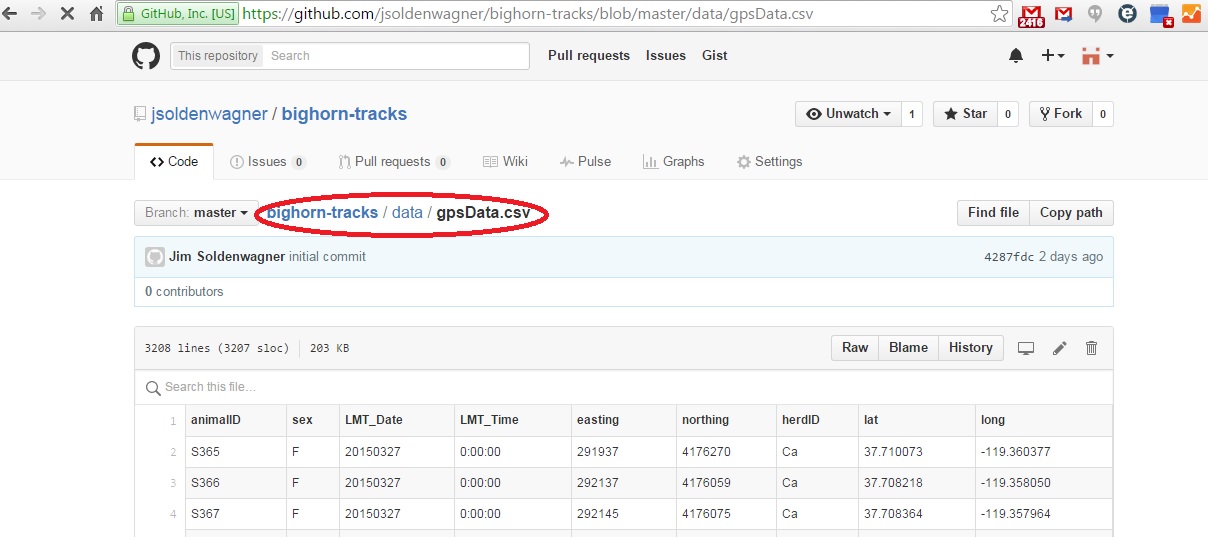 GitHub, Inc. [US] https://github.com/jsoldenwagner/bighorn-tracks/blob/master/data/gpsData.csv 2416
This repository Search Pull requests Issues Gist
jsoldenwagner / bighorn-tracks Unwatch 1 Star 0 Fork 0
Code Issues 0 Pull requests 0 Wiki Pulse Graphs Settings
Branch: master bighorn-tracks / data / gpsData.csv Find file Copy path
Jim Soldenwagner initial commit 4287fdc 2 days ago
0 contributors
3208 lines (3207 sloc) 203 KB Raw Blame History
Search this file…
1 animalID sex LMT_Date LMT_Time easting northing herdID lat long
2 S365 F 20150327 0:00:00 291937 4176270 Ca 37.710073 -119.360377
3 S366 F 20150327 0:00:00 292137 4176059 Ca 37.708218 -119.358050
4 S367 F 20150327 0:00:00 292145 4176075 Ca 37.708364 -119.357964